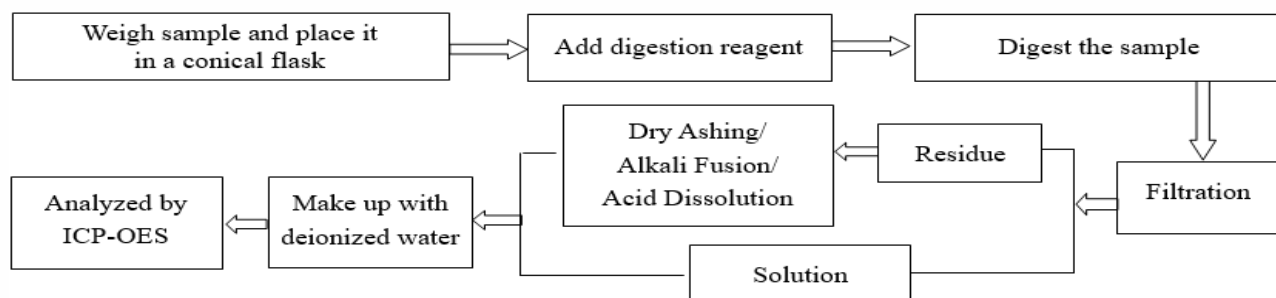 Weigh sample and place it
in a conical flask
Add digestion reagent
Digest the sample
Filtration
Residue
Dry Ashing/
Alkali Fusion/
Acid Dissolution
Solution
Make up with
deionized water
Analyzed by
ICP-OES